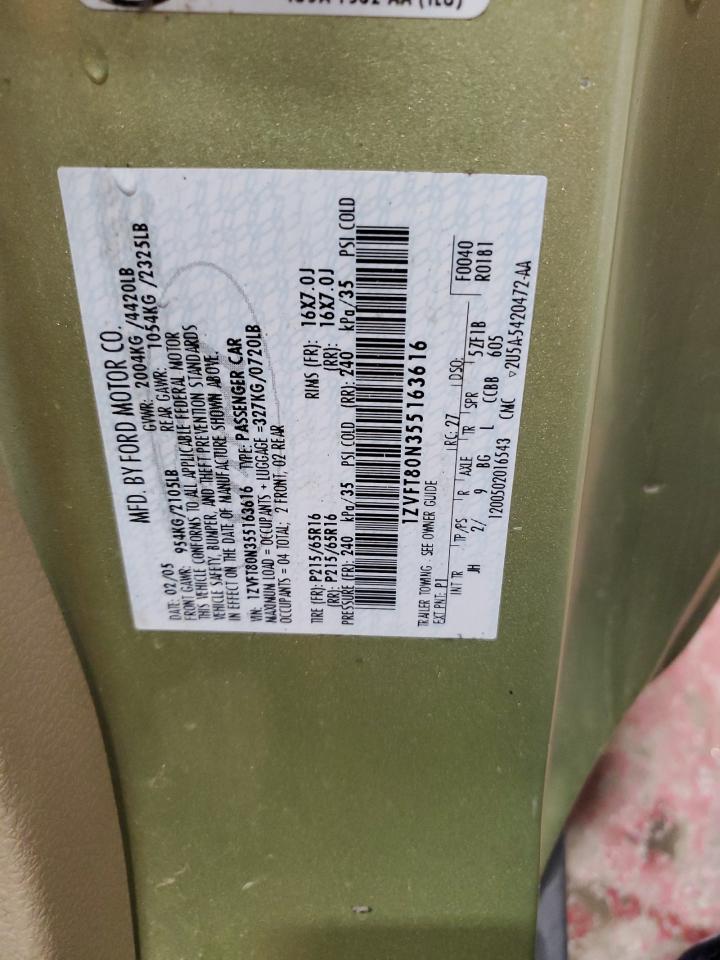 MFD. BY FORD MOTOR CO.
DATE: 02/05 GVWR: 2004KG /4420LB
FRONT GAWR: 954KG/2105LB REAR GAWR: 1054KG /2325LB
THIS VEHICLE CONFORMS TO ALL APPLICABLE FEDERAL MOTOR
VEHICLE SAFETY, BUMPER, AND THEFT PREVENTION STANDARDS
IN EFFECT ON THE DATE OF MANUFACTURE SHOWN ABOVE.
VIN: 1ZVFT80N355163616 TYPE: PASSENGER CAR
MAXIMUM LOAD = OCCUPANTS + LUGGAGE =327KG/0720LB
OCCUPANTS = 04 TOTAL; 2 FRONT, 02 REAR
TIRE (FR): P215/65R16 RIMS (FR): 16X7.0J
(RR): P215/65R16 (RR): 16X7.0J
PRESSURE (FR): 240 kPa/35 PSI COLD (RR): 240 kPa/35 PSI COLD
1ZVFT80N355163616
TRAILER TOWING - SEE OWNER GUIDE
EXT PNT: P1 RC: 27 DSO: F0040
INT TR TP/PS R AXLE TR SPR 52F1B R0181
JH 2/ 9 BG L CCBB 605
1200502016543 CNC ▽2U5A-5420472-AA